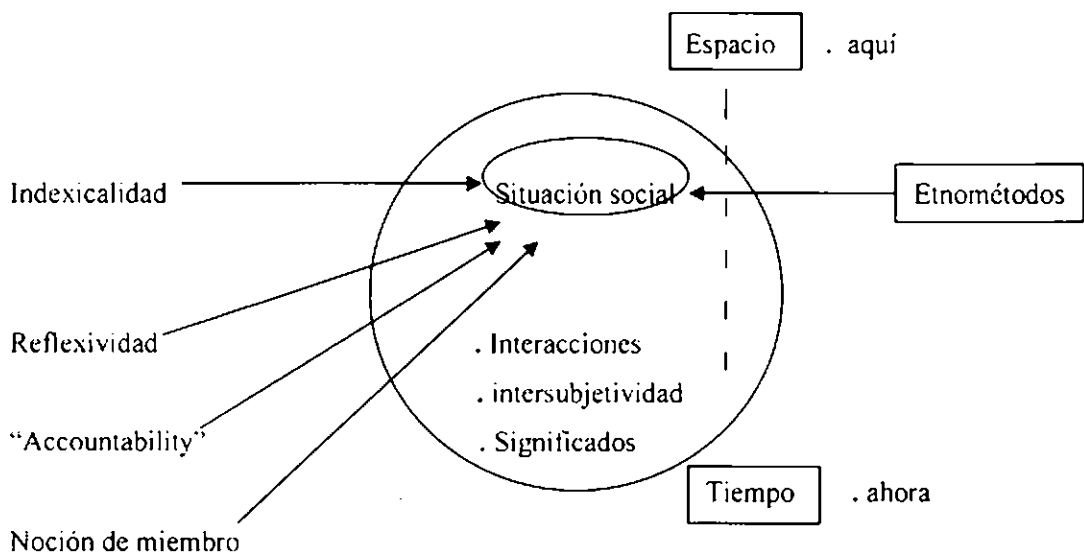 Espacio . aquí
Indexicalidad
Situación social
Etnométodos
Reflexividad
. Interacciones
. intersubjetividad
“Accountability”
. Significados
Tiempo . ahora
Noción de miembro